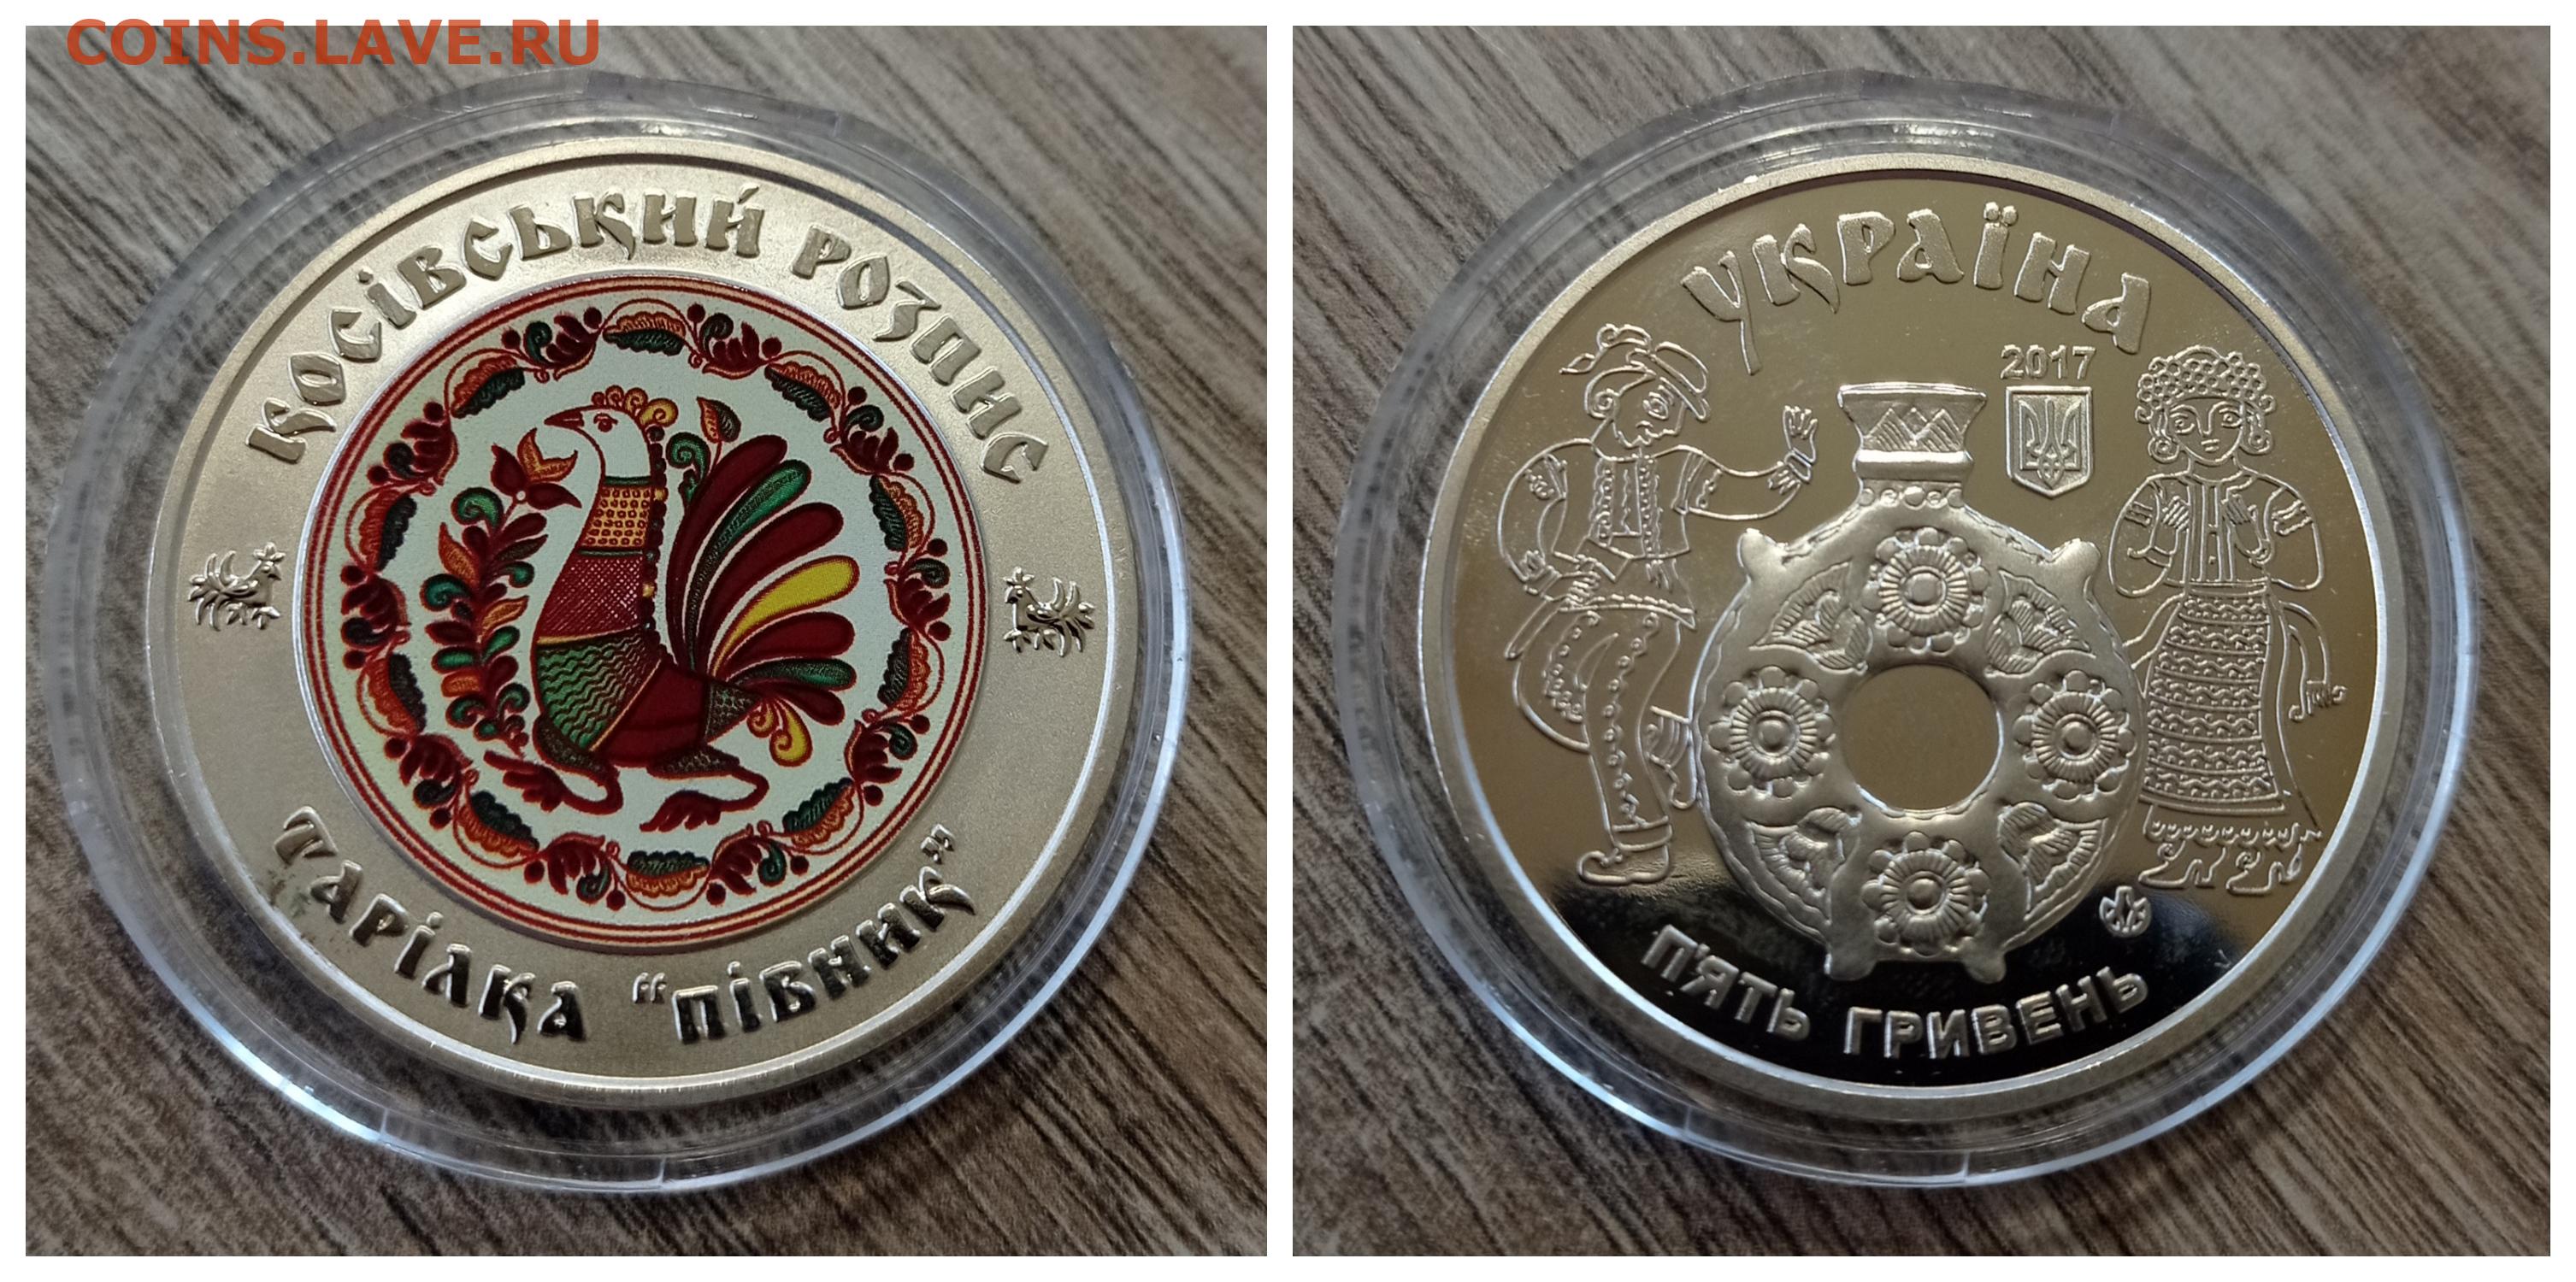 COINS.LAVE.RU
КОСІВСЬКИЙ РОЗПИС
ТАРІЛКА “ПІВНИК”
УКРАЇНА
2017
П'ЯТЬ ГРИВЕНЬ